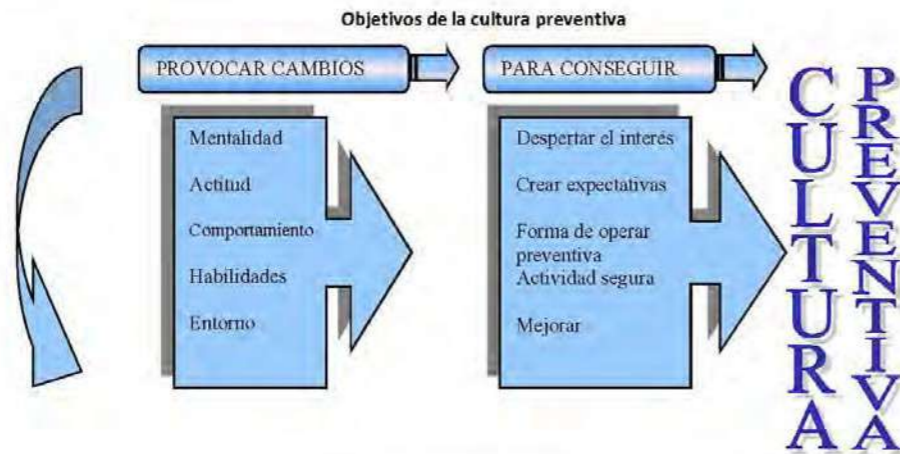 Objetivos de la cultura preventiva
PROVOCAR CAMBIOS
PARA CONSEGUIR
Mentalidad
Actitud
Comportamiento
Habilidades
Entorno
Despertar el interés
Crear expectativas
Forma de operar
preventiva
Actividad segura
Mejorar
CULTURA
PREVENTIVA